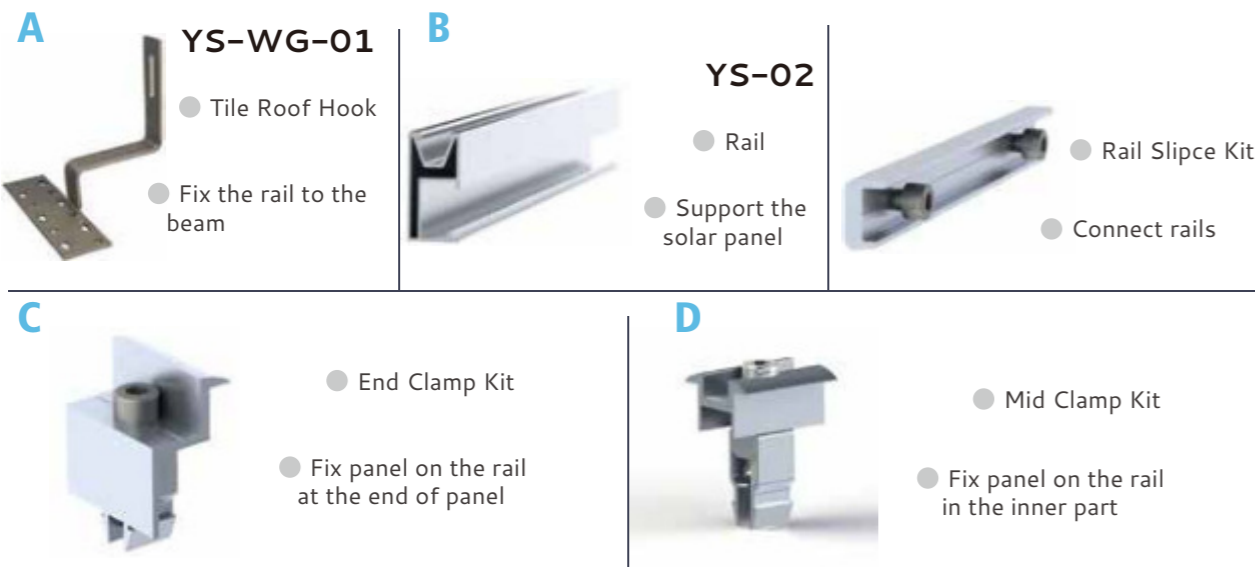 A
YS-WG-01
Tile Roof Hook
Fix the rail to the
beam
B
YS-02
Rail
Support the
solar panel
Rail Slipce Kit
Connect rails
C
End Clamp Kit
Fix panel on the rail
at the end of panel
D
Mid Clamp Kit
Fix panel on the rail
in the inner part